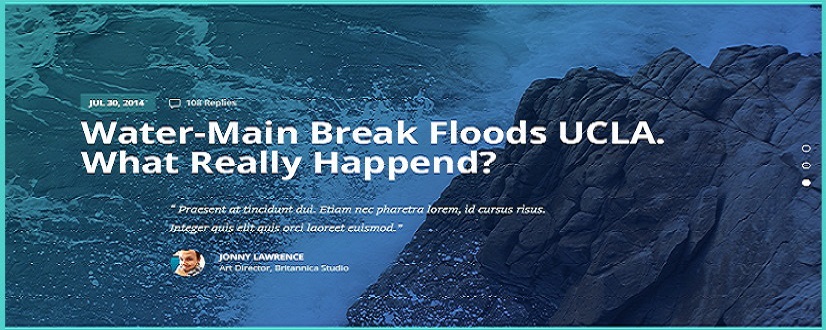 JUL 30, 2014 108 Replies
Water-Main Break Floods UCLA.
What Really Happend?
“ Praesent at tincidunt dui. Etiam nec pharetra lorem, id cursus risus.
Integer quis elit quis orci laoreet euismod.”
JONNY LAWRENCE
Art Director, Britannica Studio